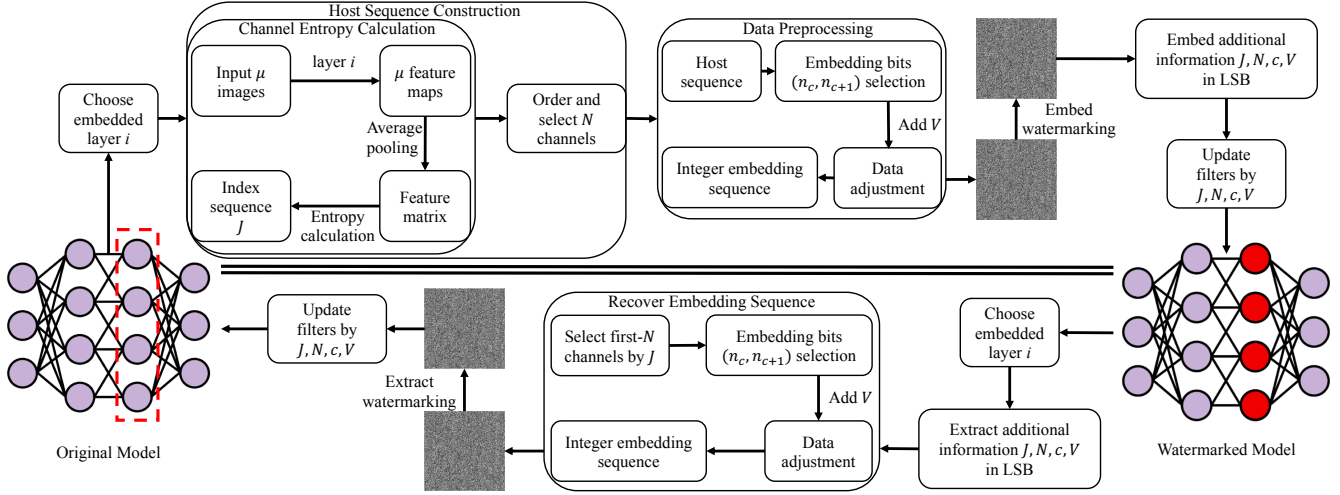 Host Sequence Construction
Channel Entropy Calculation
Input μ
images
layer i
μ feature
maps
Average
pooling
Feature
matrix
Entropy
calculation
Index
sequence
J
Choose
embedded
layer i
Order and
select N
channels
Data Preprocessing
Host
sequence
Embedding bits
(n_c, n_{c+1}) selection
Add V
Data
adjustment
Integer embedding
sequence
Embed
watermarking
Embed additional
information J, N, c, V
in LSB
Update
filters by
J, N, c, V
Original Model
Watermarked Model
Choose
embedded
layer i
Extract additional
information J, N, c, V
in LSB
Recover Embedding Sequence
Select first-N
channels by J
Embedding bits
(n_c, n_{c+1}) selection
Add V
Data
adjustment
Integer embedding
sequence
Extract
watermarking
Update
filters by
J, N, c, V